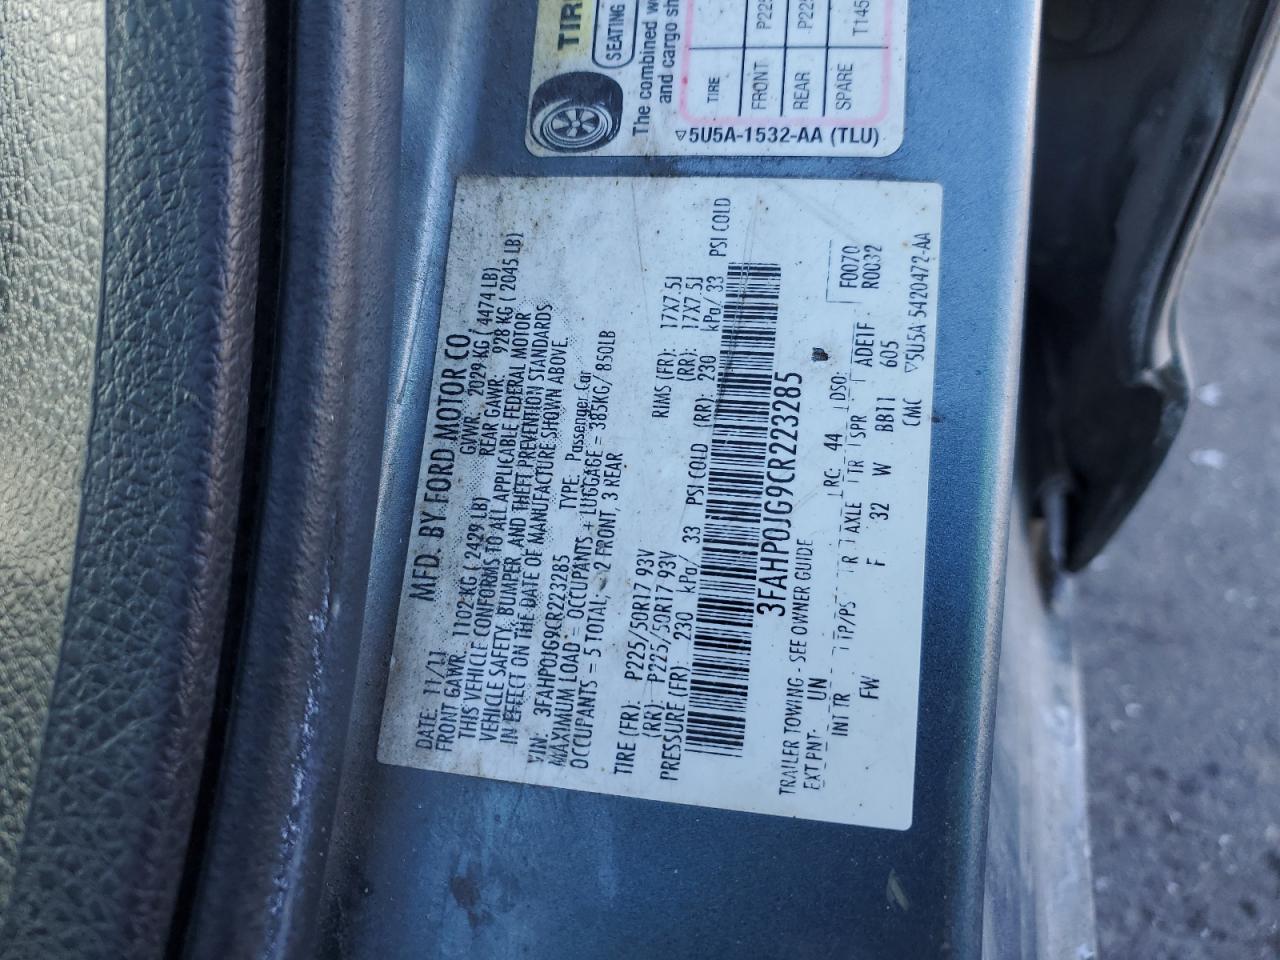 TIRE
SEATING
The combined we
and cargo sh
TIRE
FRONT P225
REAR P225
SPARE T145
▽5U5A-1532-AA (TLU)
MFD. BY FORD MOTOR CO
DATE: 11/11 GVWR: 2029 KG ( 4474 LB)
FRONT GAWR: 1102 KG ( 2429 LB) REAR GAWR: 928 KG ( 2045 LB)
THIS VEHICLE CONFORMS TO ALL APPLICABLE FEDERAL MOTOR
VEHICLE SAFETY, BUMPER, AND THEFT PREVENTION STANDARDS
IN EFFECT ON THE DATE OF MANUFACTURE SHOWN ABOVE.
VIN: 3FAHP0JG9CR223285 TYPE: Passenger Car
MAXIMUM LOAD = OCCUPANTS + LUGGAGE = 385KG/ 850LB
OCCUPANTS = 5 TOTAL, 2 FRONT, 3 REAR
TIRE (FR): P225/50R17 93V RIMS (FR): 17X7.5J
(RR): P225/50R17 93V (RR): 17X7.5J
PRESSURE (FR): 230 kPa/ 33 PSI COLD (RR): 230 kPa/ 33 PSI COLD
3FAHP0JG9CR223285
TRAILER TOWING - SEE OWNER GUIDE
EXT PNT: UN RC: 44 DSO: F0070
INT TR TP/PS R AXLE TR SPR ADE1F R0032
FW F 32 W BB11 605
CMC ▽5U5A-5420472-AA